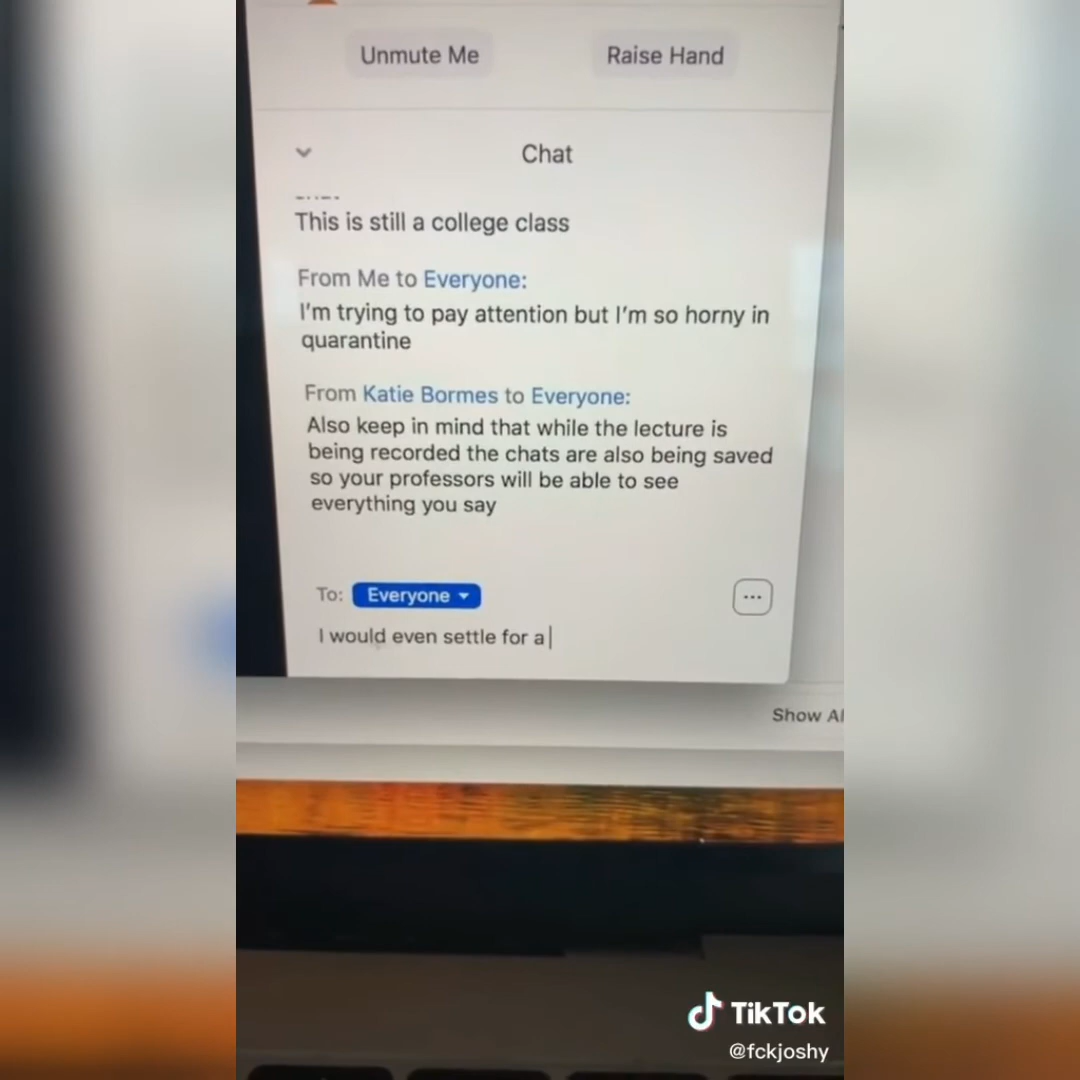 Unmute Me
Raise Hand
Chat
This is still a college class
From Me to Everyone:
I'm trying to pay attention but I'm so horny in
quarantine
From Katie Bormes to Everyone:
Also keep in mind that while the lecture is
being recorded the chats are also being saved
so your professors will be able to see
everything you say
To: Everyone
I would even settle for a
Show Al
TikTok
@fckjoshy